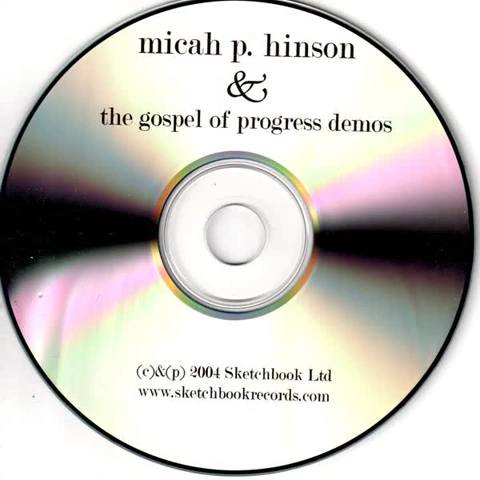 micah p. hinson
&
the gospel of progress demos
(c)&(p) 2004 Sketchbook Ltd
www.sketchbookrecords.com